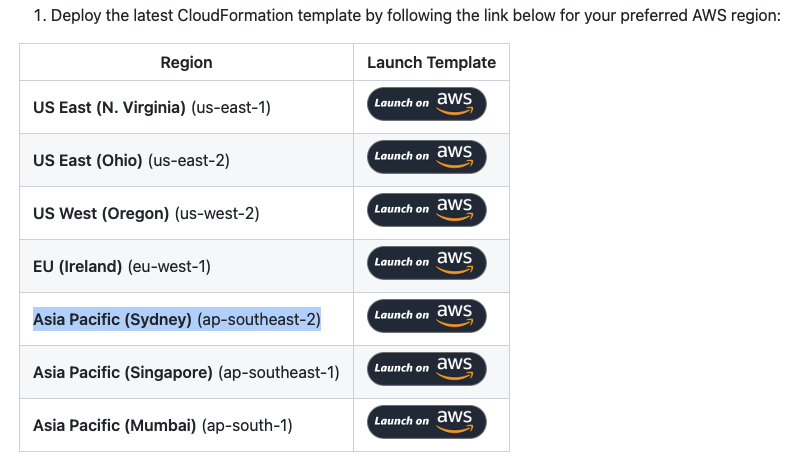 1. Deploy the latest CloudFormation template by following the link below for your preferred AWS region:
Region Launch Template
US East (N. Virginia) (us-east-1) Launch on aws
US East (Ohio) (us-east-2) Launch on aws
US West (Oregon) (us-west-2) Launch on aws
EU (Ireland) (eu-west-1) Launch on aws
Asia Pacific (Sydney) (ap-southeast-2) Launch on aws
Asia Pacific (Singapore) (ap-southeast-1) Launch on aws
Asia Pacific (Mumbai) (ap-south-1) Launch on aws